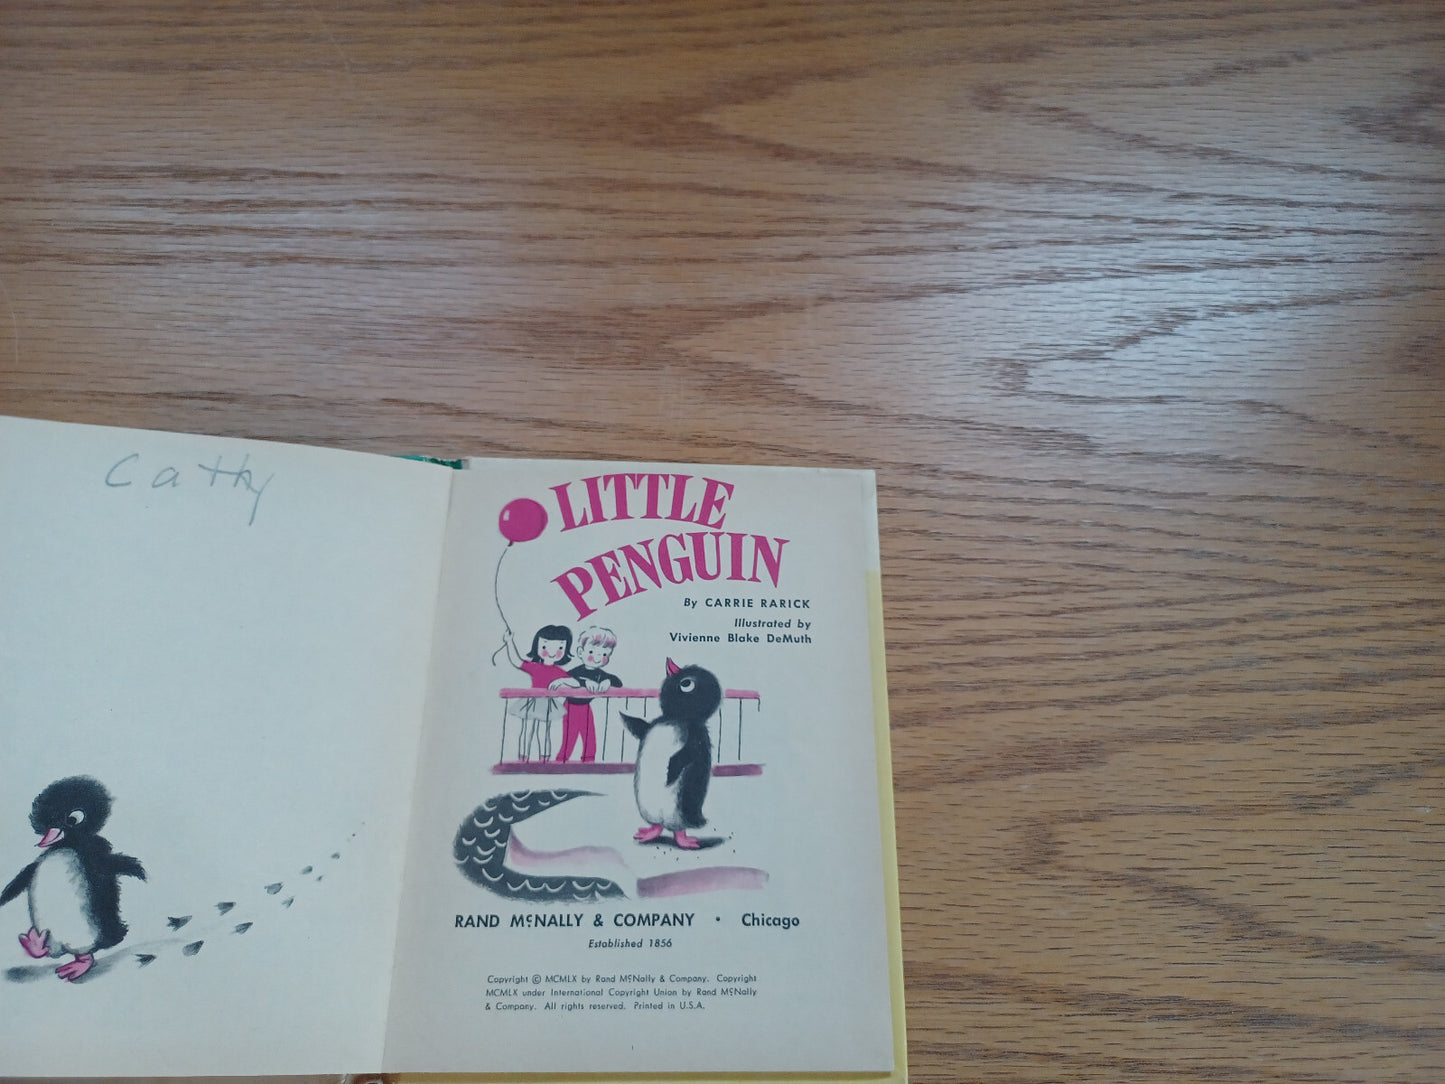 Cathy
LITTLE
PENGUIN
By CARRIE RARICK
Illustrated by
Vivienne Blake DeMuth
RAND McNALLY & COMPANY • Chicago
Established 1856
Copyright © MCMLX by Rand McNally & Company. Copyright
MCMLX under International Copyright Union by Rand McNally
& Company. All rights reserved. Printed in U.S.A.